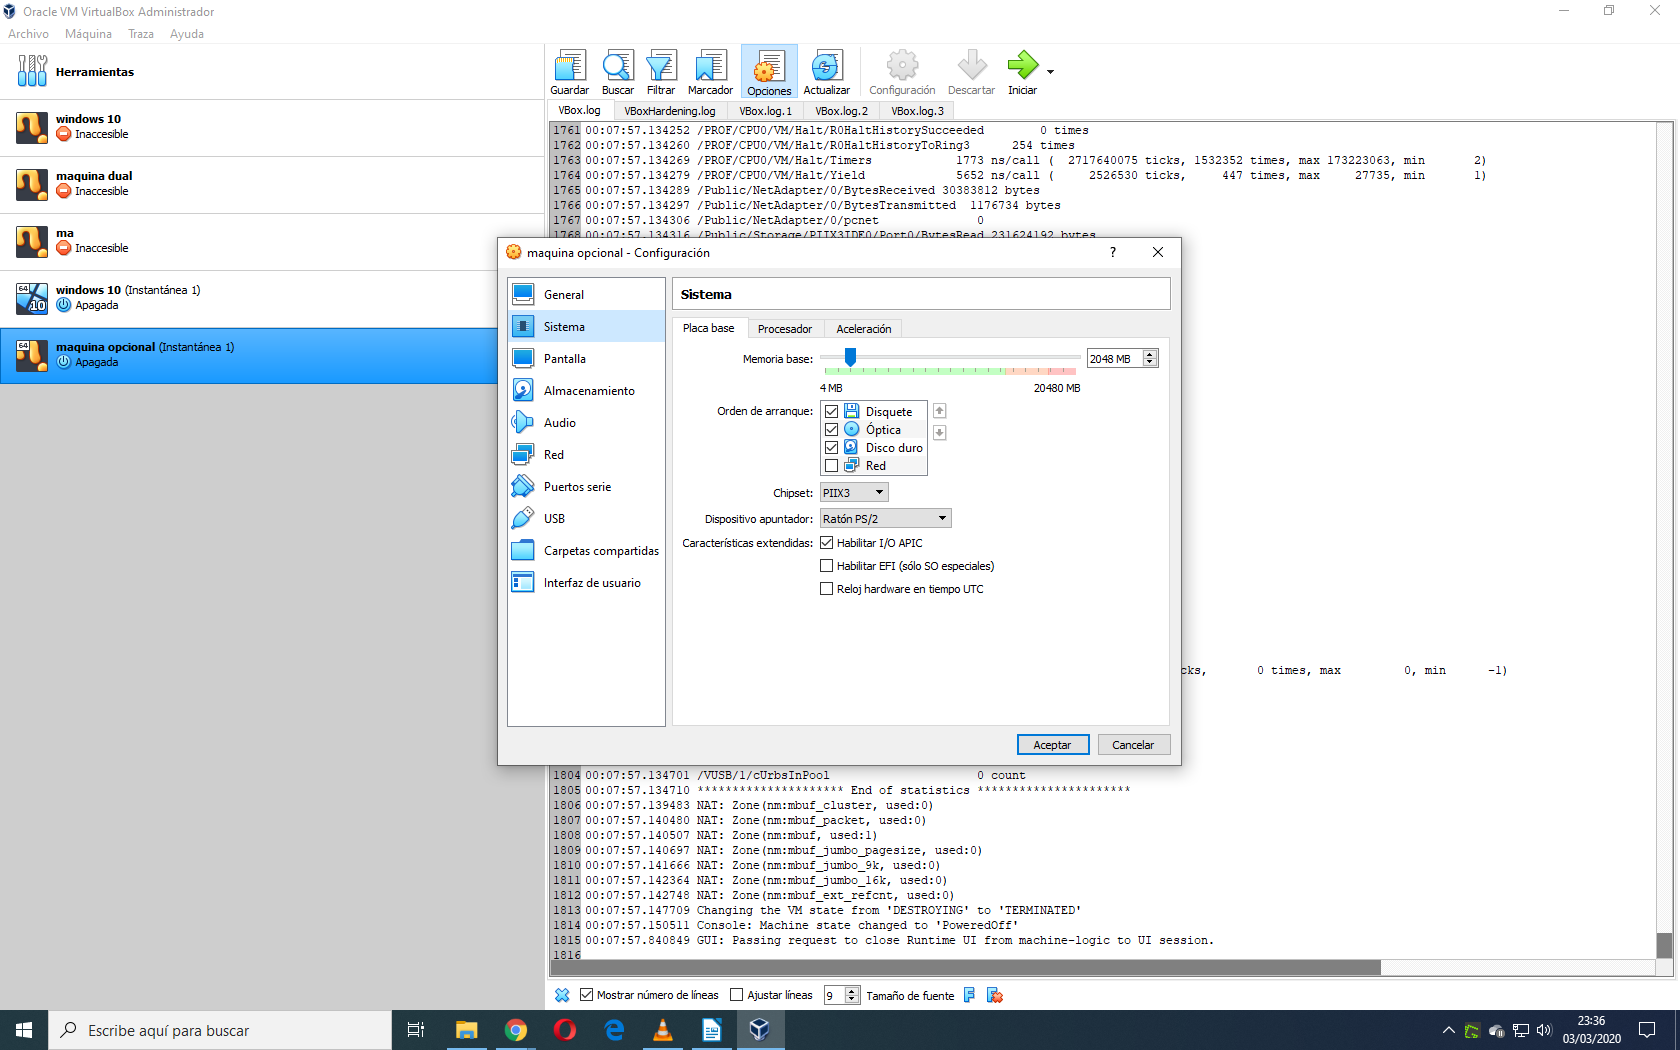 Oracle VM VirtualBox Administrador
Archivo Máquina Traza Ayuda
Herramientas
windows 10
Inaccesible
maquina dual
Inaccesible
ma
Inaccesible
64
10
windows 10 (Instantánea 1)
Apagada
64
maquina opcional (Instantánea 1)
Apagada
Guardar Buscar Filtrar Marcador Opciones Actualizar Configuración Descartar Iniciar
VBox.log VBoxHardening.log VBox.log.1 VBox.log.2 VBox.log.3
1761 00:07:57.134252 /PROF/CPU0/VM/Halt/R0HaltHistorySucceeded 0 times
1762 00:07:57.134260 /PROF/CPU0/VM/Halt/R0HaltHistoryToRing3 254 times
1763 00:07:57.134269 /PROF/CPU0/VM/Halt/Timers 1773 ns/call ( 2717640075 ticks, 1532352 times, max 173223063, min 2)
1764 00:07:57.134279 /PROF/CPU0/VM/Halt/Yield 5652 ns/call ( 2526530 ticks, 447 times, max 27735, min 1)
1765 00:07:57.134289 /Public/NetAdapter/0/BytesReceived 30383812 bytes
1766 00:07:57.134297 /Public/NetAdapter/0/BytesTransmitted 1176734 bytes
1767 00:07:57.134306 /Public/NetAdapter/0/pcnet 0
1768 00:07:57.134316 /Public/Storage/PIIX3IDE0/Port0/BytesRead 231624192 bytes
maquina opcional - Configuración
? ×
General
Sistema
Pantalla
Almacenamiento
Audio
Red
Puertos serie
USB
Carpetas compartidas
Interfaz de usuario
Sistema
Placa base Procesador Aceleración
Memoria base: 2048 MB
4 MB 20480 MB
Orden de arranque:
Disquete
Óptica
Disco duro
Red
Chipset: PIIX3
Dispositivo apuntador: Ratón PS/2
Características extendidas: Habilitar I/O APIC
Habilitar EFI (sólo SO especiales)
Reloj hardware en tiempo UTC
Aceptar Cancelar
cks, 0 times, max 0, min -1)
1804 00:07:57.134701 /VUSB/1/cUrbsInPool 0 count
1805 00:07:57.134710 ********************* End of statistics **********************
1806 00:07:57.139483 NAT: Zone(nm:mbuf_cluster, used:0)
1807 00:07:57.140480 NAT: Zone(nm:mbuf_packet, used:0)
1808 00:07:57.140507 NAT: Zone(nm:mbuf, used:1)
1809 00:07:57.140697 NAT: Zone(nm:mbuf_jumbo_pagesize, used:0)
1810 00:07:57.141666 NAT: Zone(nm:mbuf_jumbo_9k, used:0)
1811 00:07:57.142364 NAT: Zone(nm:mbuf_jumbo_16k, used:0)
1812 00:07:57.142748 NAT: Zone(nm:mbuf_ext_refcnt, used:0)
1813 00:07:57.147709 Changing the VM state from 'DESTROYING' to 'TERMINATED'
1814 00:07:57.150511 Console: Machine state changed to 'PoweredOff'
1815 00:07:57.840849 GUI: Passing request to close Runtime UI from machine-logic to UI session.
1816
Mostrar número de líneas Ajustar líneas 9 Tamaño de fuente
Escribe aquí para buscar
23:36
03/03/2020